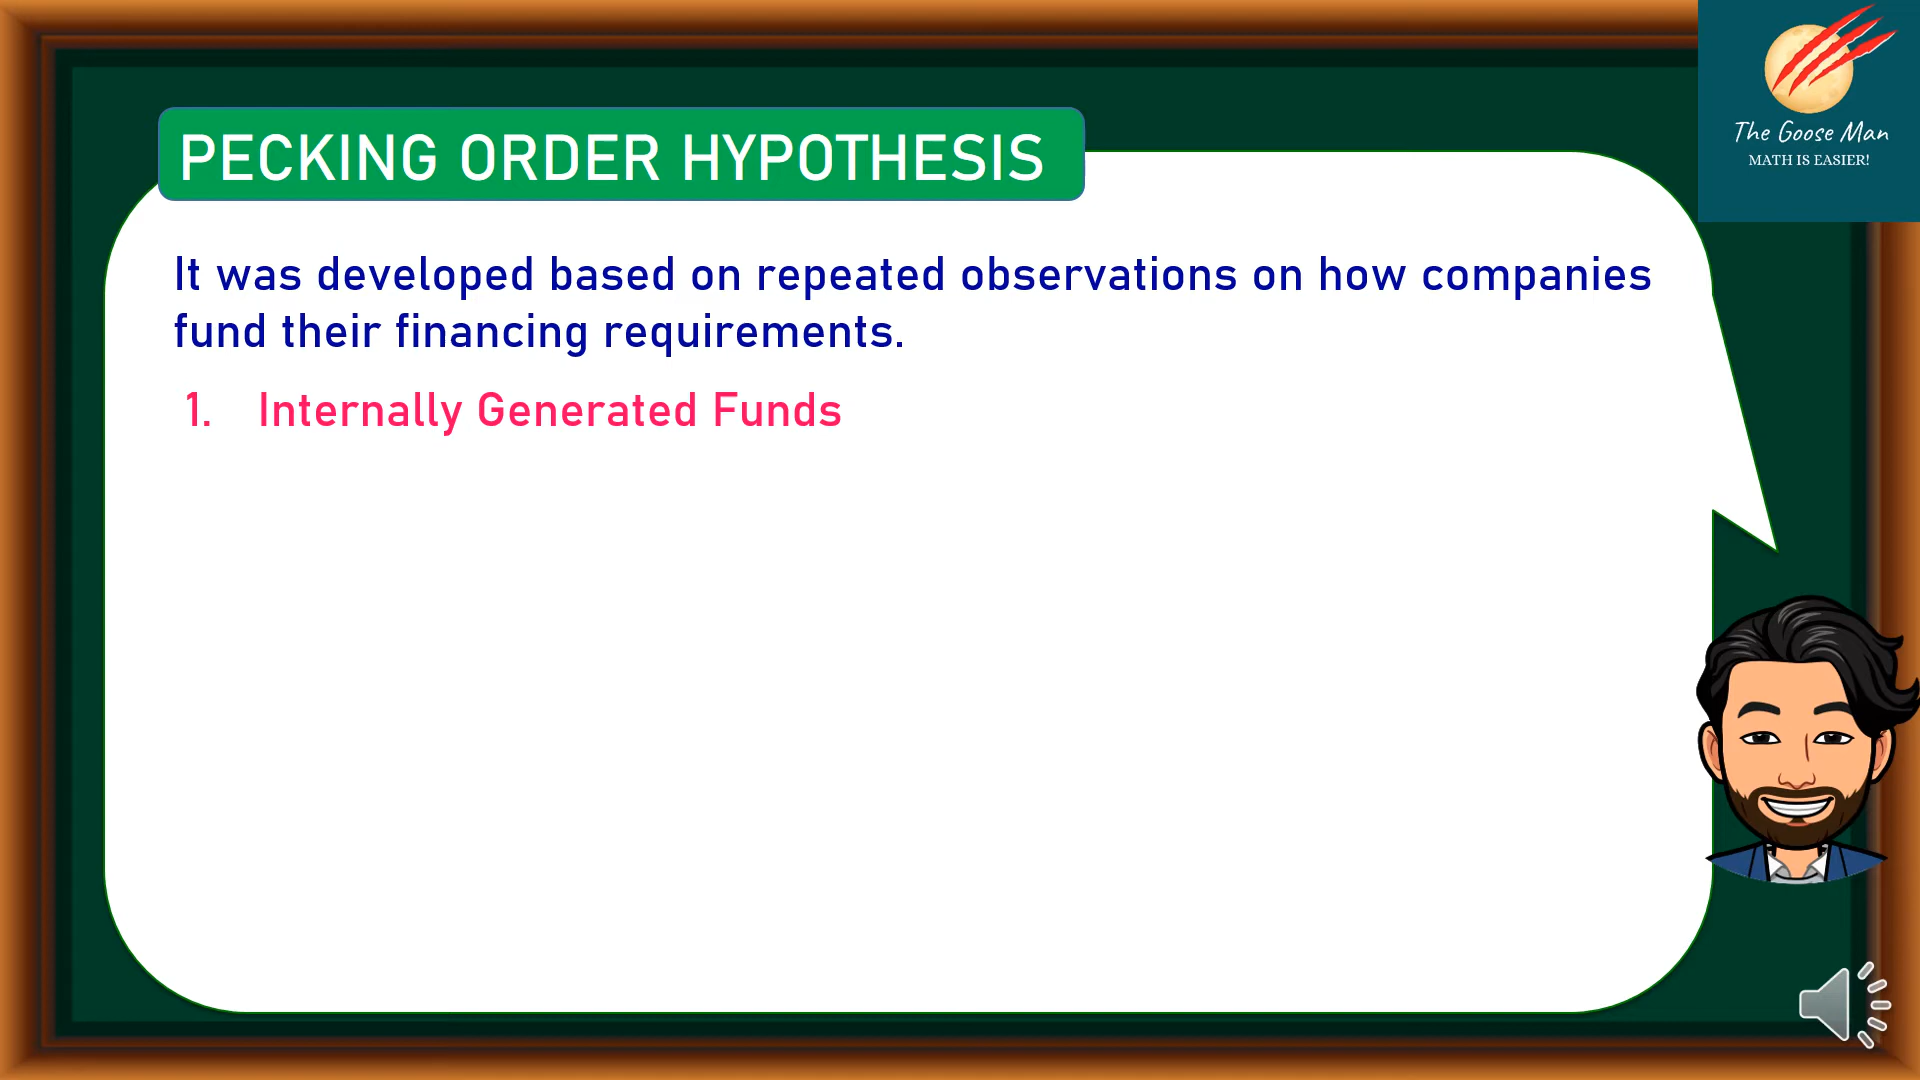 The Goose Man
MATH IS EASIER!
PECKING ORDER HYPOTHESIS
It was developed based on repeated observations on how companies
fund their financing requirements.
1. Internally Generated Funds